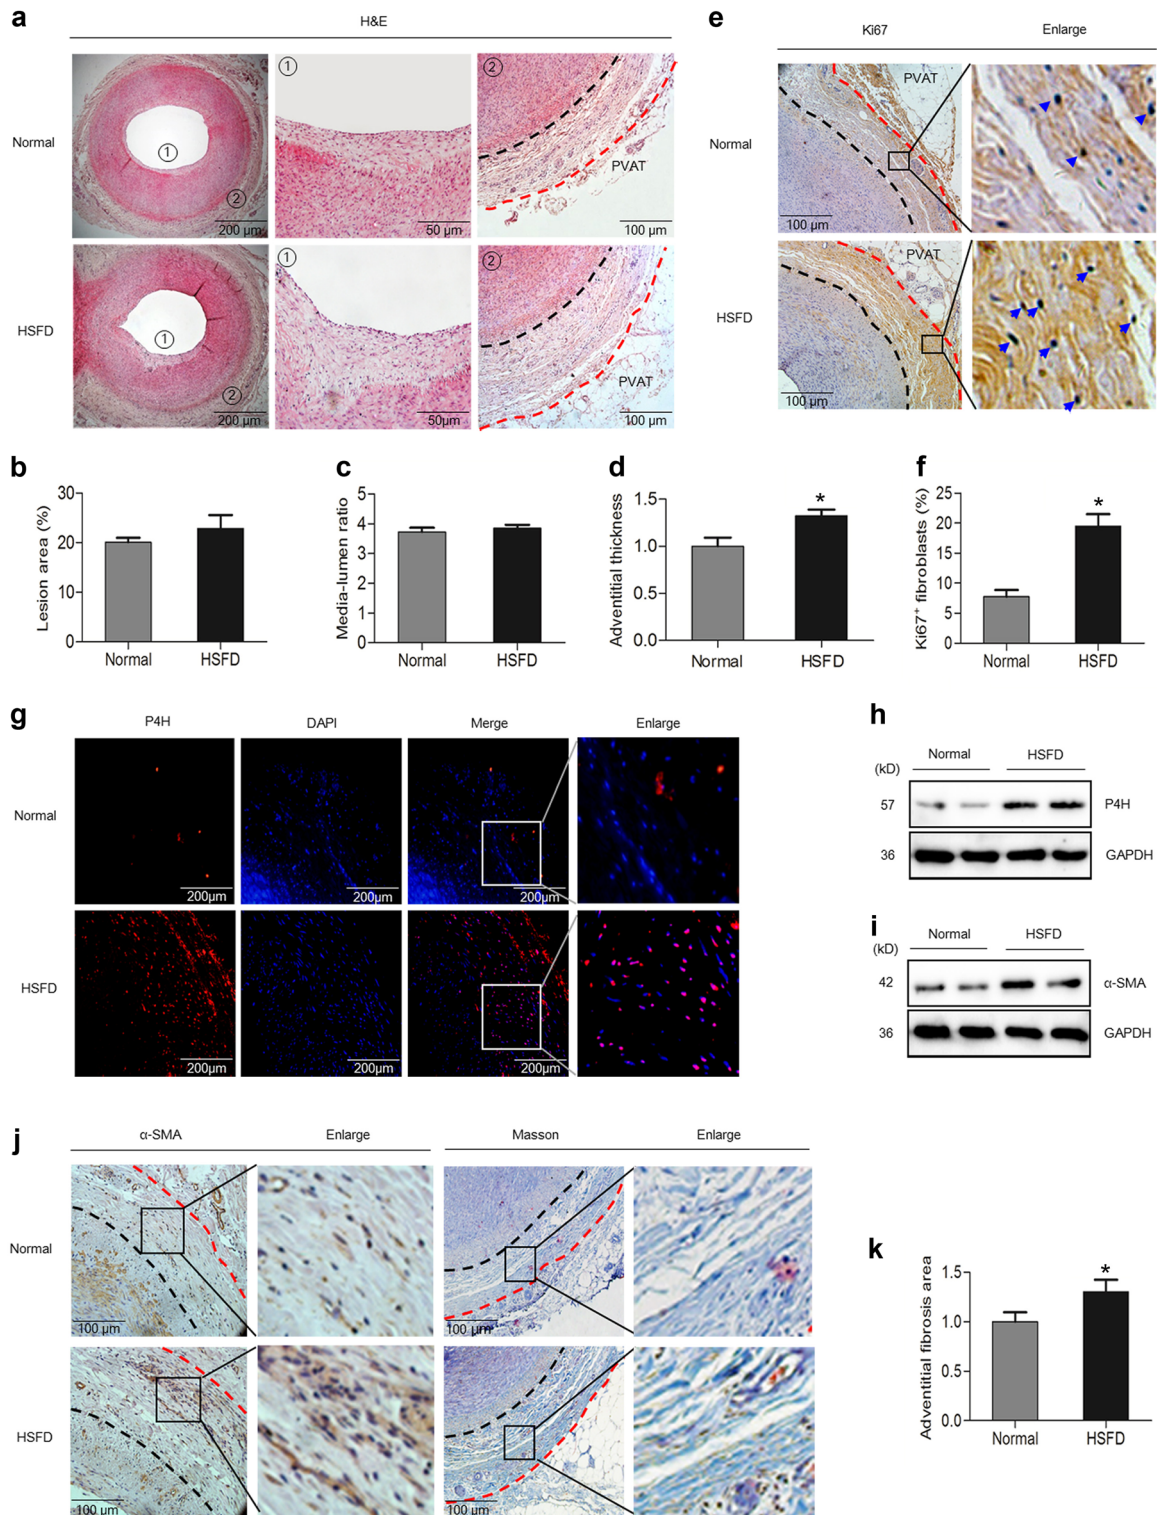 a
H&E
Normal
①
②
200 µm
①
50 µm
②
PVAT
100 µm
HSFD
①
②
200 µm
①
50µm
②
PVAT
100 µm
e
Ki67
Enlarge
Normal
PVAT
100 µm
HSFD
PVAT
100 µm
b
Lesion area (%)
30
20
10
0
Normal
HSFD
c
Media-lumen ratio
5
4
3
2
1
0
Normal
HSFD
d
Adventitial thickness
1.5
1.0
0.5
0.0
*
Normal
HSFD
f
Ki67⁺ fibroblasts (%)
25
20
15
10
5
0
*
Normal
HSFD
g
P4H
DAPI
Merge
Enlarge
Normal
200µm
200µm
200µm
HSFD
200µm
200µm
200µm
h
(kD)
Normal
HSFD
57
P4H
36
GAPDH
i
(kD)
Normal
HSFD
42
α-SMA
36
GAPDH
j
α-SMA
Enlarge
Masson
Enlarge
Normal
100 µm
100 µm
HSFD
100 µm
100 µm
k
Adventitial fibrosis area
1.5
1.0
0.5
0.0
*
Normal
HSFD